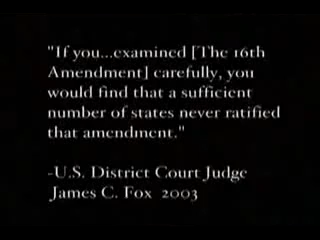 "If you...examined [The 16th
Amendment] carefully, you
would find that a sufficient
number of states never ratified
that amendment."
-U.S. District Court Judge
James C. Fox 2003